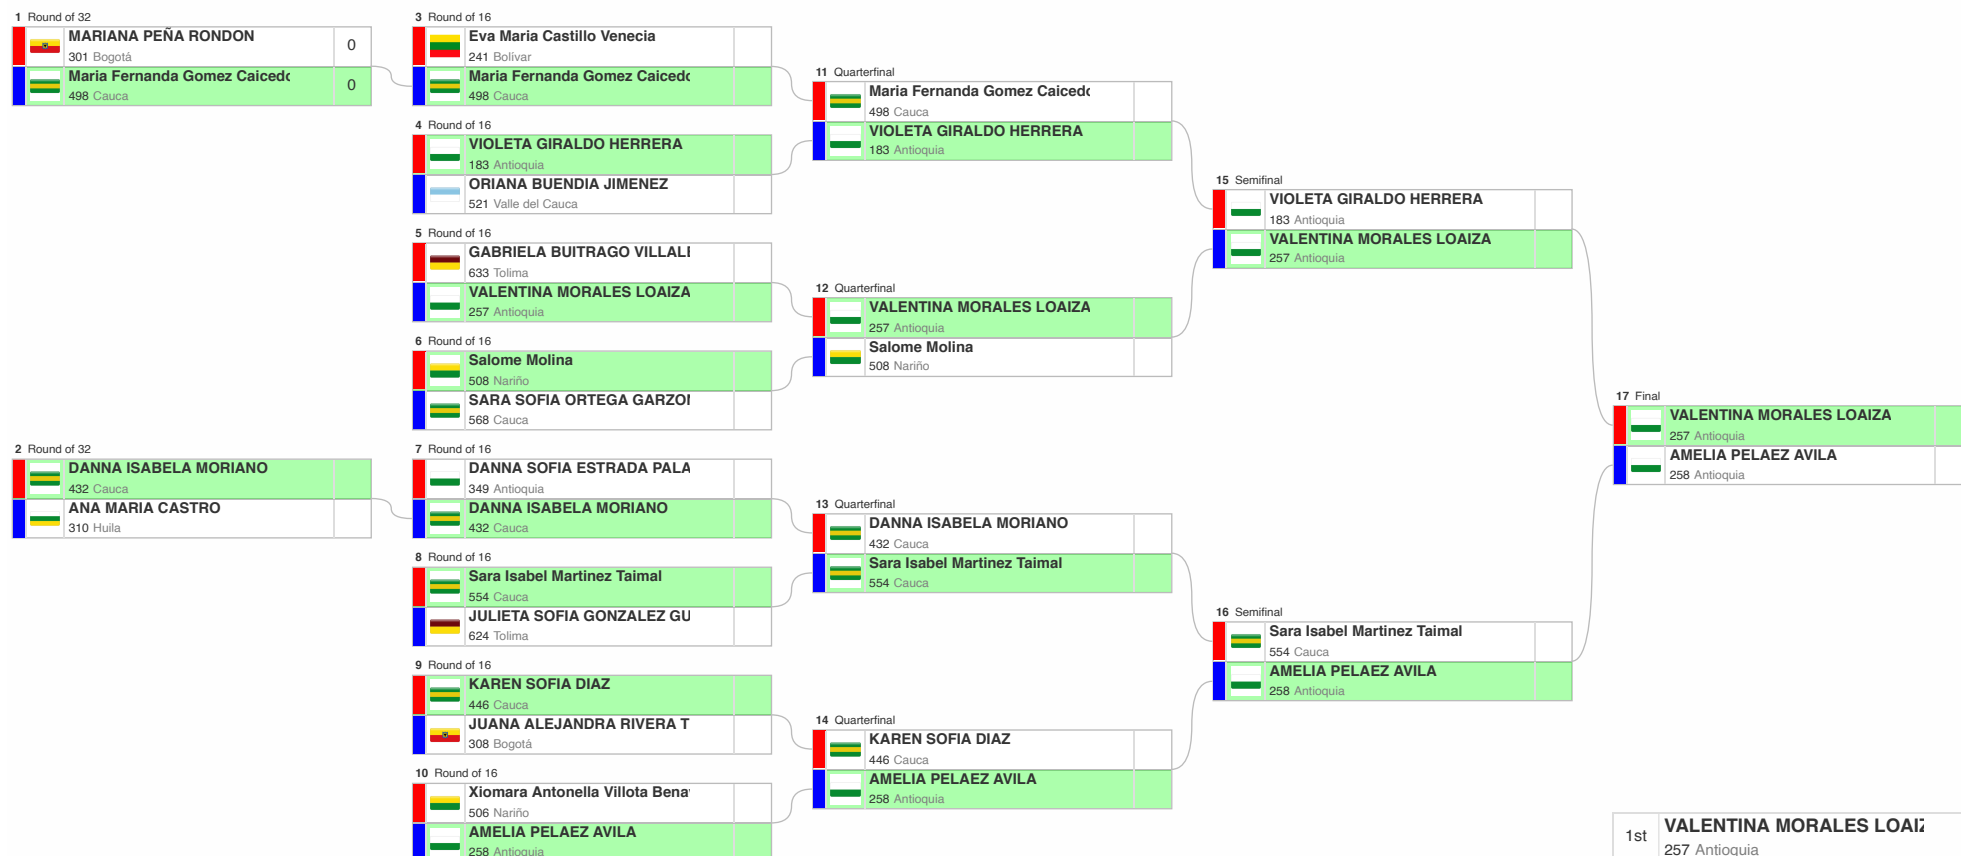 1 Round of 32
MARIANA PEÑA RONDON 0
301 Bogotá
Maria Fernanda Gomez Caicedo 0
498 Cauca
2 Round of 32
DANNA ISABELA MORIANO
432 Cauca
ANA MARIA CASTRO
310 Huila
3 Round of 16
Eva Maria Castillo Venecia
241 Bolívar
Maria Fernanda Gomez Caicedo
498 Cauca
4 Round of 16
VIOLETA GIRALDO HERRERA
183 Antioquia
ORIANA BUENDIA JIMENEZ
521 Valle del Cauca
5 Round of 16
GABRIELA BUITRAGO
633 Tolima
VALENTINA MORALES LOAIZA
257 Antioquia
6 Round of 16
Salome Molina
508 Nariño
SARA SOFIA ORTEGA GARZON
568 Cauca
7 Round of 16
DANNA SOFIA ESTRADA PALA
349 Antioquia
DANNA ISABELA MORIANO
432 Cauca
8 Round of 16
Sara Isabel Martinez Taimal
554 Cauca
JULIETA SOFIA GONZALEZ GU
624 Tolima
9 Round of 16
KAREN SOFIA DIAZ
446 Cauca
JUANA ALEJANDRA RIVERA T
308 Bogotá
10 Round of 16
Xiomara Antonella Villota
506 Nariño
AMELIA PELAEZ AVILA
258 Antioquia
11 Quarterfinal
Maria Fernanda Gomez Caicedo
498 Cauca
VIOLETA GIRALDO HERRERA
183 Antioquia
12 Quarterfinal
VALENTINA MORALES LOAIZA
257 Antioquia
Salome Molina
508 Nariño
13 Quarterfinal
DANNA ISABELA MORIANO
432 Cauca
Sara Isabel Martinez Taimal
554 Cauca
14 Quarterfinal
KAREN SOFIA DIAZ
446 Cauca
AMELIA PELAEZ AVILA
258 Antioquia
15 Semifinal
VIOLETA GIRALDO HERRERA
183 Antioquia
VALENTINA MORALES LOAIZA
257 Antioquia
16 Semifinal
Sara Isabel Martinez Taimal
554 Cauca
AMELIA PELAEZ AVILA
258 Antioquia
17 Final
VALENTINA MORALES LOAIZA
257 Antioquia
AMELIA PELAEZ AVILA
258 Antioquia
1st VALENTINA MORALES LOAIZ
257 Antioquia